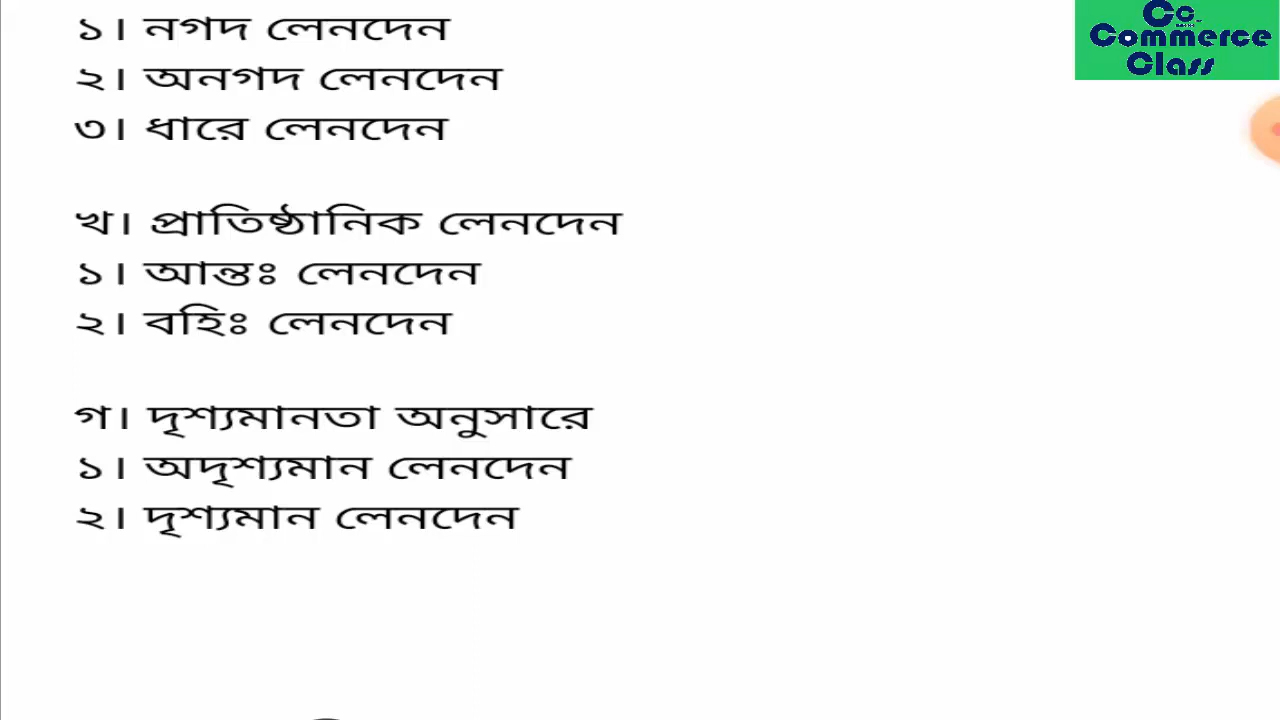 ১। নগদ লেনদেন
২। অনগদ লেনদেন
৩। ধারে লেনদেন
খ। প্রাতিষ্ঠানিক লেনদেন
১। আন্তঃ লেনদেন
২। বহিঃ লেনদেন
গ। দৃশ্যমানতা অনুসারে
১। অদৃশ্যমান লেনদেন
২। দৃশ্যমান লেনদেন
Cc
Commerce
Class